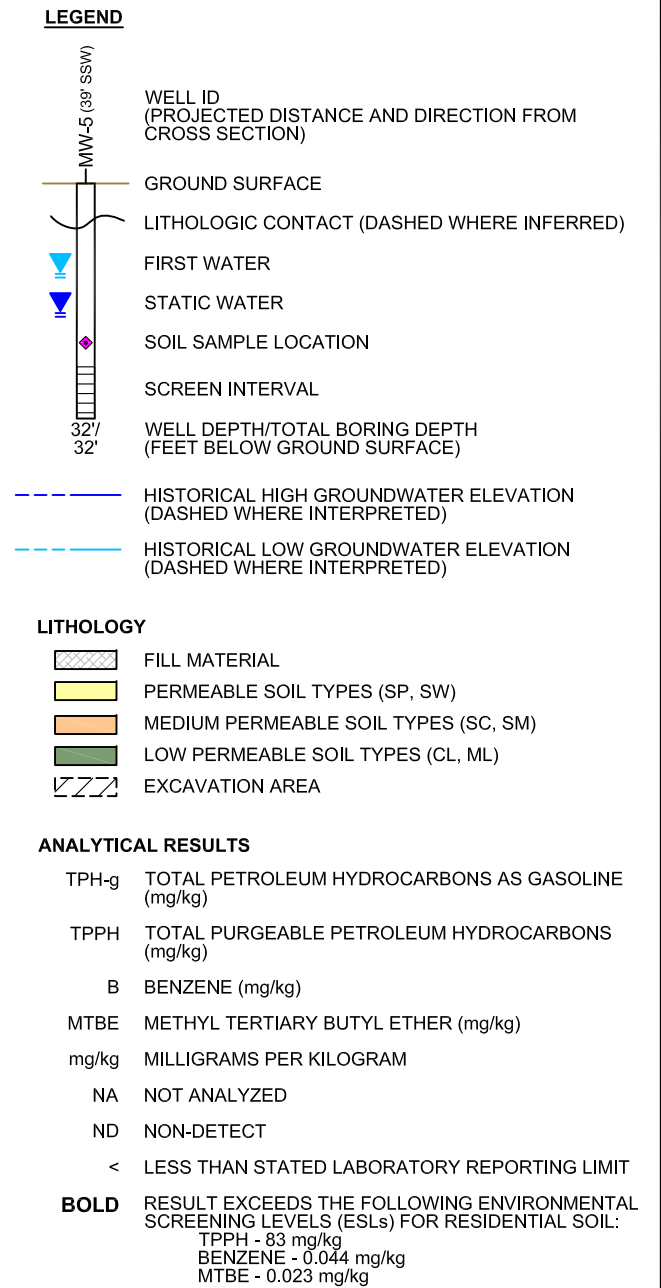 LEGEND
MW-5 (39' SSW)
WELL ID
(PROJECTED DISTANCE AND DIRECTION FROM
CROSS SECTION)
GROUND SURFACE
LITHOLOGIC CONTACT (DASHED WHERE INFERRED)
FIRST WATER
STATIC WATER
SOIL SAMPLE LOCATION
SCREEN INTERVAL
32'/
32'
WELL DEPTH/TOTAL BORING DEPTH
(FEET BELOW GROUND SURFACE)
HISTORICAL HIGH GROUNDWATER ELEVATION
(DASHED WHERE INTERPRETED)
HISTORICAL LOW GROUNDWATER ELEVATION
(DASHED WHERE INTERPRETED)
LITHOLOGY
FILL MATERIAL
PERMEABLE SOIL TYPES (SP, SW)
MEDIUM PERMEABLE SOIL TYPES (SC, SM)
LOW PERMEABLE SOIL TYPES (CL, ML)
EXCAVATION AREA
ANALYTICAL RESULTS
TPH-g TOTAL PETROLEUM HYDROCARBONS AS GASOLINE
(mg/kg)
TPPH TOTAL PURGEABLE PETROLEUM HYDROCARBONS
(mg/kg)
B BENZENE (mg/kg)
MTBE METHYL TERTIARY BUTYL ETHER (mg/kg)
mg/kg MILLIGRAMS PER KILOGRAM
NA NOT ANALYZED
ND NON-DETECT
< LESS THAN STATED LABORATORY REPORTING LIMIT
BOLD RESULT EXCEEDS THE FOLLOWING ENVIRONMENTAL
SCREENING LEVELS (ESLs) FOR RESIDENTIAL SOIL:
TPPH - 83 mg/kg
BENZENE - 0.044 mg/kg
MTBE - 0.023 mg/kg